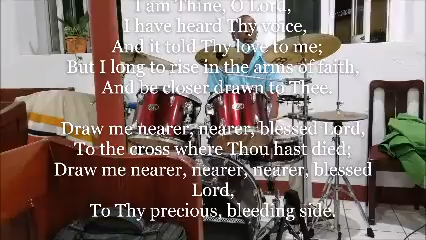 I am Thine, O Lord,
I have heard Thy voice,
And it told Thy love to me;
But I long to rise in the arms of faith,
And be closer drawn to Thee.
Draw me nearer, nearer, blessed Lord,
To the cross where Thou hast died;
Draw me nearer, nearer, nearer, blessed
Lord,
To Thy precious, bleeding side.